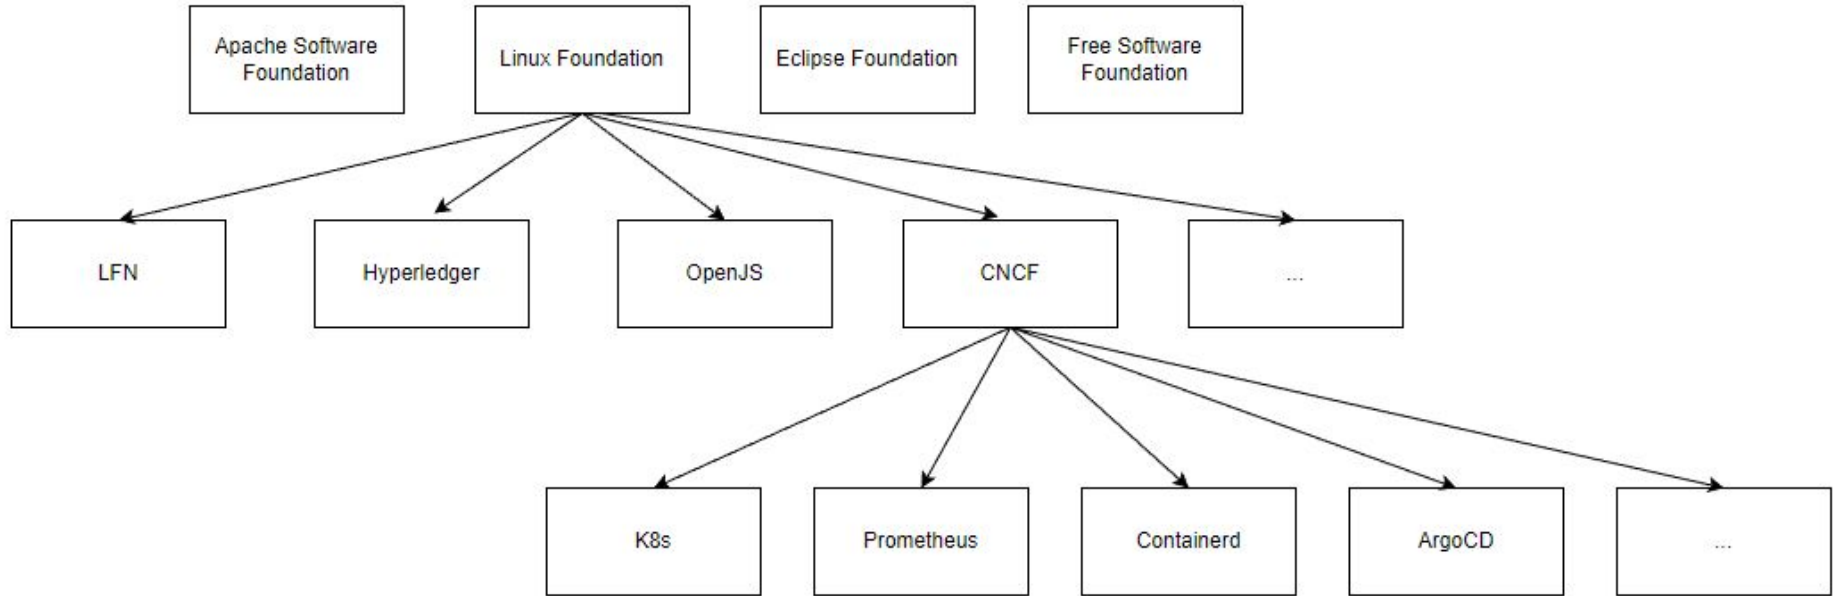 Apache Software
Foundation
Linux Foundation
Eclipse Foundation
Free Software
Foundation
LFN
Hyperledger
OpenJS
CNCF
...
K8s
Prometheus
Containerd
ArgoCD
...